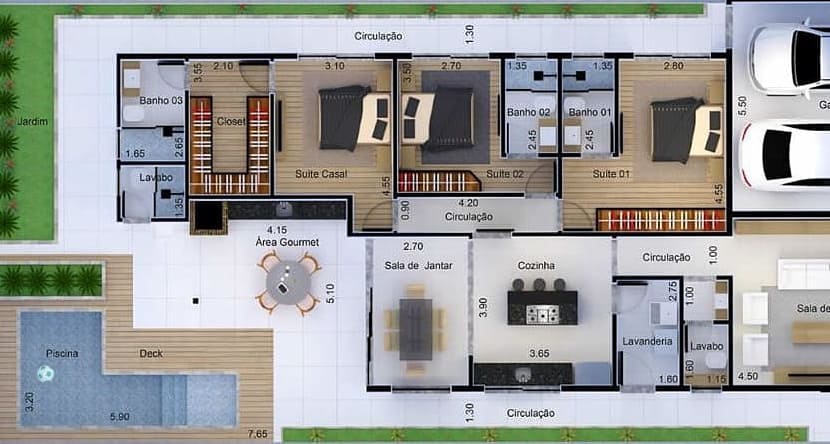 Circulação
1.30
3.55
2.10
3.10
3.50
2.70
1.35
1.35
2.80
5.50
Banho 03
Closet
Banho 02
Banho 01
Jardim
1.65
2.65
2.45
2.45
Lavabo
Suíte Casal
Suíte 02
Suíte 01
1.35
4.55
4.55
4.15
0.90
4.20
Circulação
Área Gourmet
2.70
Sala de Jantar
Cozinha
Circulação
1.00
5.10
3.90
2.75
1.00
Sala de
Piscina
Deck
3.65
Lavanderia
Lavabo
3.20
1.60
1.60
1.15
4.50
5.90
7.65
1.30
Circulação